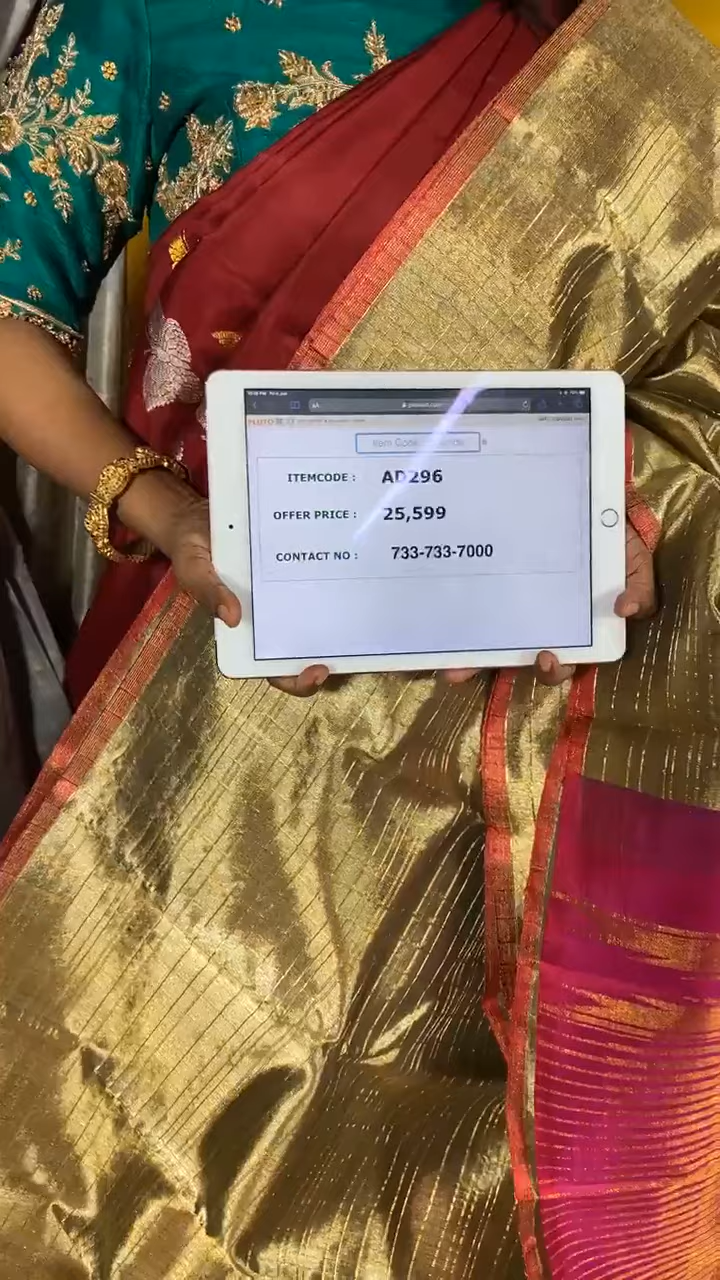 ITEMCODE : AD296
OFFER PRICE : 25,599
CONTACT NO : 733-733-7000